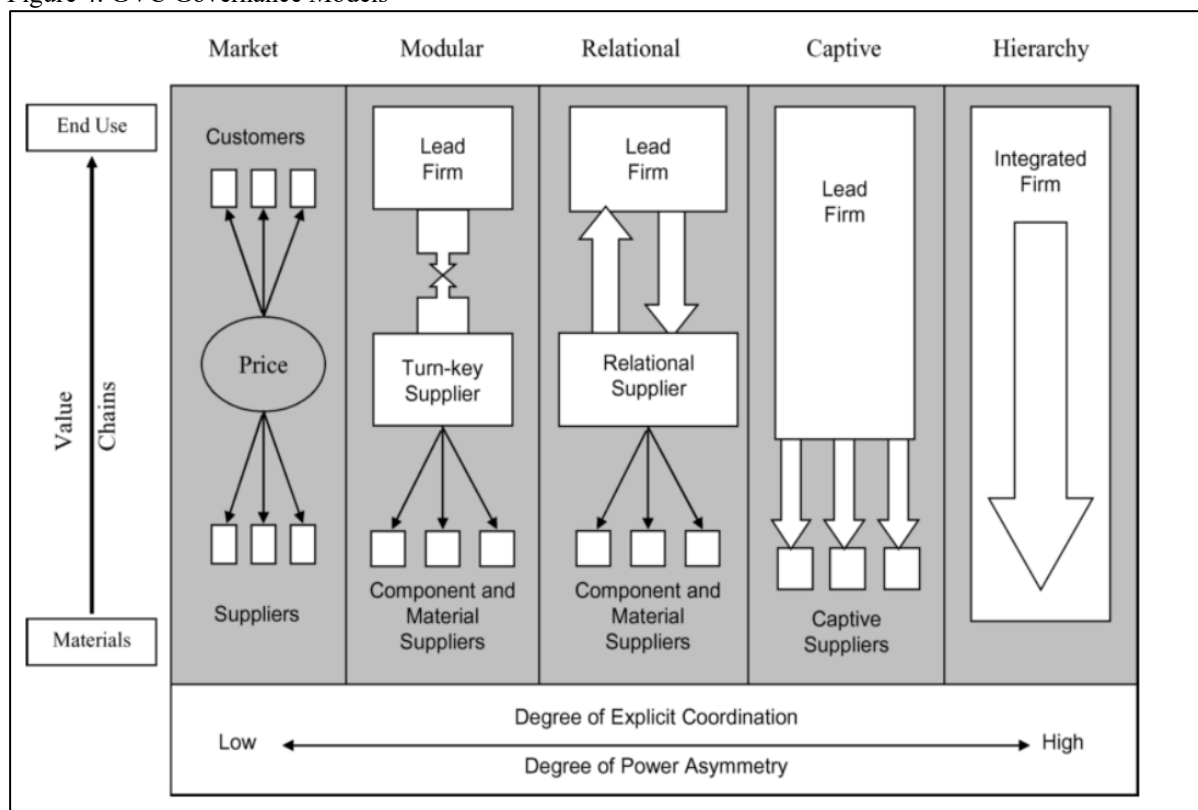 Figure 4: GVC Governance Models
Market
Modular
Relational
Captive
Hierarchy
End Use
Value
Chains
Materials
Customers
Price
Suppliers
Lead
Firm
Turn-key
Supplier
Component and
Material
Suppliers
Lead
Firm
Relational
Supplier
Component and
Material
Suppliers
Lead
Firm
Captive
Suppliers
Integrated
Firm
Degree of Explicit Coordination
Low
High
Degree of Power Asymmetry